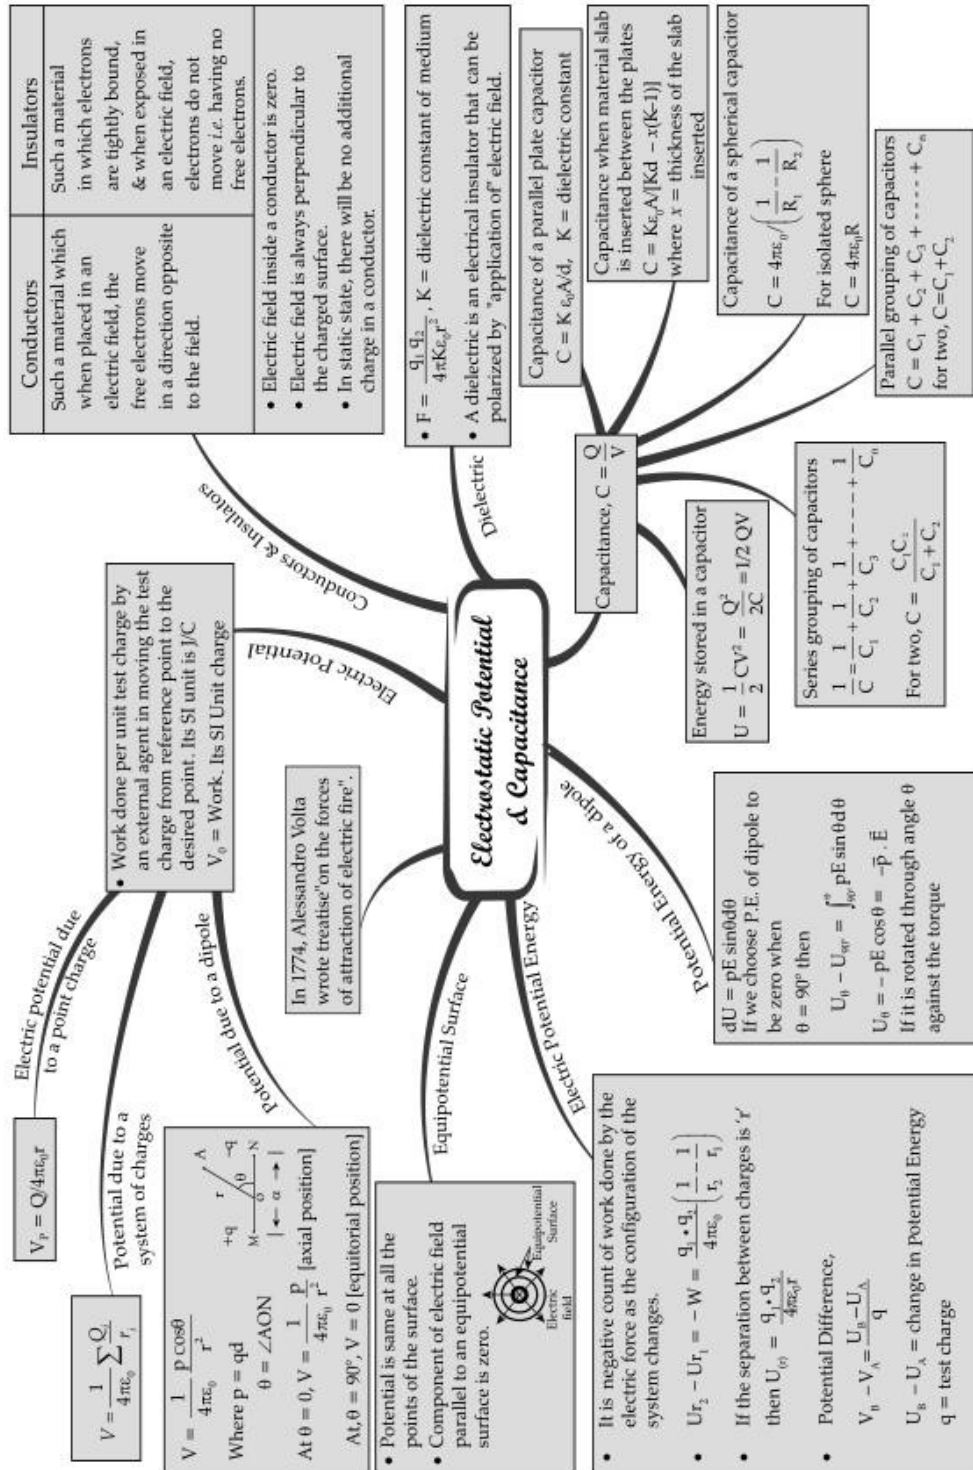 Electrostatic Potential
& Capacitance
Electric potential due
to a point charge
V_P = Q/4πε₀r
Potential due to a
system of charges
V = 1/4πε₀ ∑ Q_i/r_i
Potential due to a dipole
V = 1/4πε₀ p cosθ/r²
Where p = qd
θ = ∠AON
At θ = 0, V = 1/4πε₀ p/r² [axial position]
At,θ = 90°, V = 0 [equitorial position]
+q
M
r
A
θ
o
−q
N
|← α →|
• Work done per unit test charge by
an external agent in moving the test
charge from reference point to the
desired point. Its SI unit is J/C
V₀ = Work. Its SI Unit charge
Electric Potential
Conductors & Insulators
Conductors
Such a material which
when placed in an
electric field, the
free electrons move
in a direction opposite
to the field.
Insulators
Such a material
in which electrons
are tightly bound,
& when exposed in
an electric field,
electrons do not
move i.e. having no
free electrons.
• Electric field inside a conductor is zero.
• Electric field is always perpendicular to
the charged surface.
• In static state, there will be no additional
charge in a conductor.
In 1774, Alessandro Volta
wrote treatise"on the forces
of attraction of electric fire".
Dielectric
• F = q₁ q₂/4πKε₀r², K = dielectric constant of medium
• A dielectric is an electrical insulator that can be
polarized by "application of" electric field.
Equipotential Surface
• Potential is same at all the
points of the surface.
• Component of electric field
parallel to an equipotential
surface is zero.
Electric
field
Equipotential
Surface
Electric Potential Energy
• It is negative count of work done by the
electric force as the configuration of the
system changes.
• Ur₂ − Ur₁ = −W = q₁•q₂/4πε₀ (1/r₂ − 1/r₁)
• If the separation between charges is 'r'
then U₍r₎ = q₁•q₂/4πε₀r
• Potential Difference,
V_B − V_A = U_B − U_A/q
U_B − U_A = change in Potential Energy
q = test charge
Potential Energy of a dipole
dU = pE sinθdθ
If we choose P.E. of dipole to
be zero when
θ = 90° then
U_θ − U_90° = ∫_90°^θ pE sinθdθ
U_θ = − pE cosθ = −p̄ . Ē
If it is rotated through angle θ
against the torque
Capacitance, C = Q/V
Capacitance of a parallel plate capacitor
C = K ε₀A/d, K = dielectric constant
Capacitance when material slab
is inserted between the plates
C = Kε₀A/[Kd − x(K−1)]
where x = thickness of the slab
inserted
Capacitance of a spherical capacitor
C = 4πε₀/(1/R₁ − 1/R₂)
For isolated sphere
C = 4πε₀R
Parallel grouping of capacitors
C = C₁ + C₂ + C₃ + ---- + Cₙ
for two, C=C₁+C₂
Energy stored in a capacitor
U = 1/2 CV² = Q²/2C = 1/2 QV
Series grouping of capacitors
1/C = 1/C₁ + 1/C₂ + 1/C₃ + ---- + 1/Cₙ
For two, C = C₁C₂/C₁ + C₂